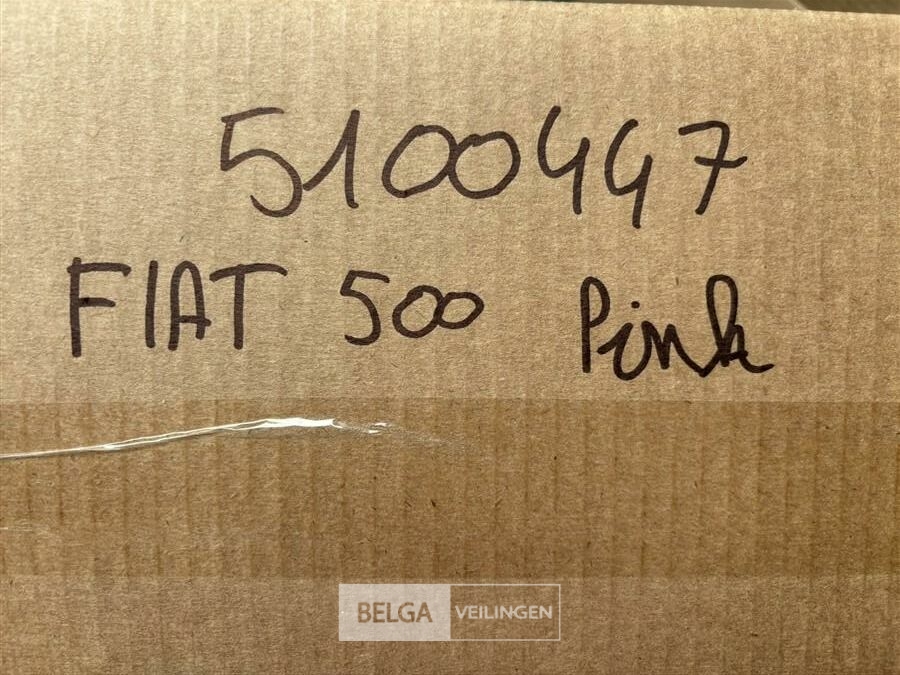 5100447
FIAT 500 Pink
BELGA VEILINGEN